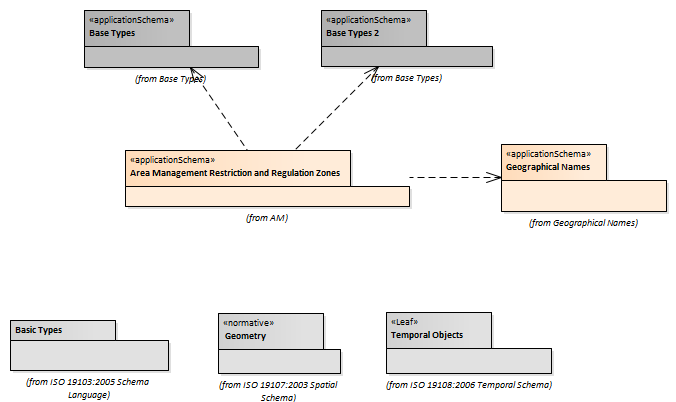 «applicationSchema»
Base Types
(from Base Types)
«applicationSchema»
Base Types 2
(from Base Types)
«applicationSchema»
Area Management Restriction and Regulation Zones
(from AM)
«applicationSchema»
Geographical Names
(from Geographical Names)
Basic Types
(from ISO 19103:2005 Schema
Language)
«normative»
Geometry
(from ISO 19107:2003 Spatial
Schema)
«Leaf»
Temporal Objects
(from ISO 19108:2006 Temporal Schema)